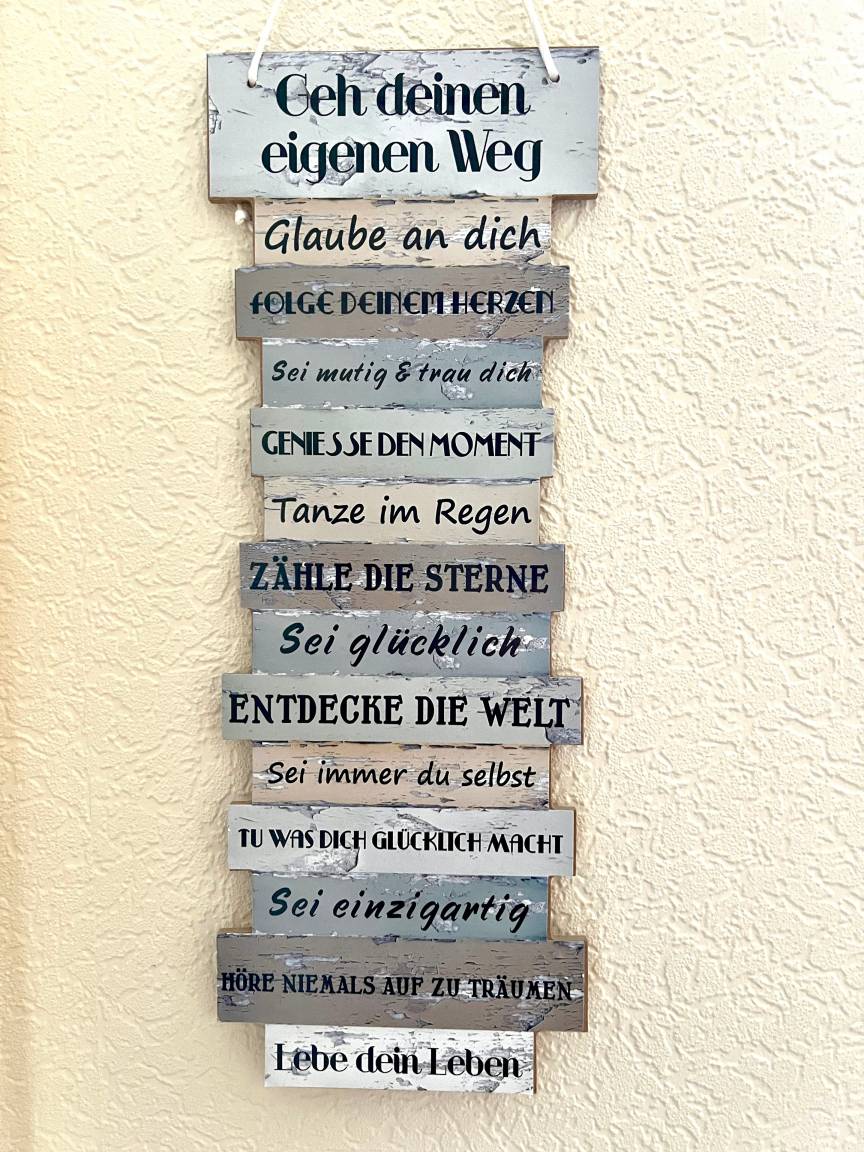 Geh deinen
eigenen Weg
Glaube an dich
FOLGE DEINEM HERZEN
Sei mutig & trau dich
GENIESSE DEN MOMENT
Tanze im Regen
ZÄHLE DIE STERNE
Sei glücklich
ENTDECKE DIE WELT
Sei immer du selbst
TU WAS DICH GLÜCKLICH MACHT
Sei einzigartig
HÖRE NIEMALS AUF ZU TRÄUMEN
Lebe dein Leben